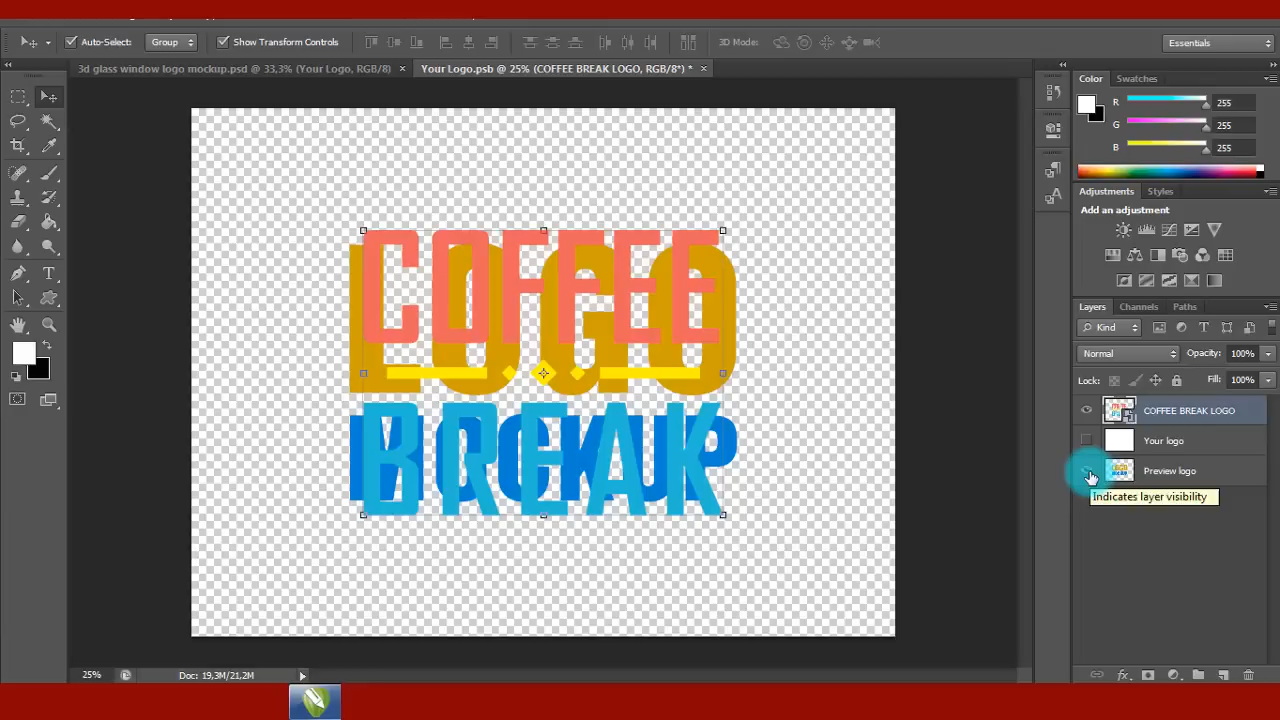 Auto-Select:
Group
Show Transform Controls
3D Mode:
Essentials
3d glass window logo mockup.psd @ 33,3% (Your Logo, RGB/8)
Your Logo.psb @ 25% (COFFEE BREAK LOGO, RGB/8*) *
Color
Swatches
R
255
G
255
B
255
Adjustments
Styles
Add an adjustment
COFFEE
LOGO
BREAK
MOCKUP
Layers
Channels
Paths
Kind
Normal
Opacity:
100%
Lock:
Fill:
100%
COFFEE BREAK LOGO
Your logo
Preview logo
Indicates layer visibility
25%
Doc: 19,3M/21,2M